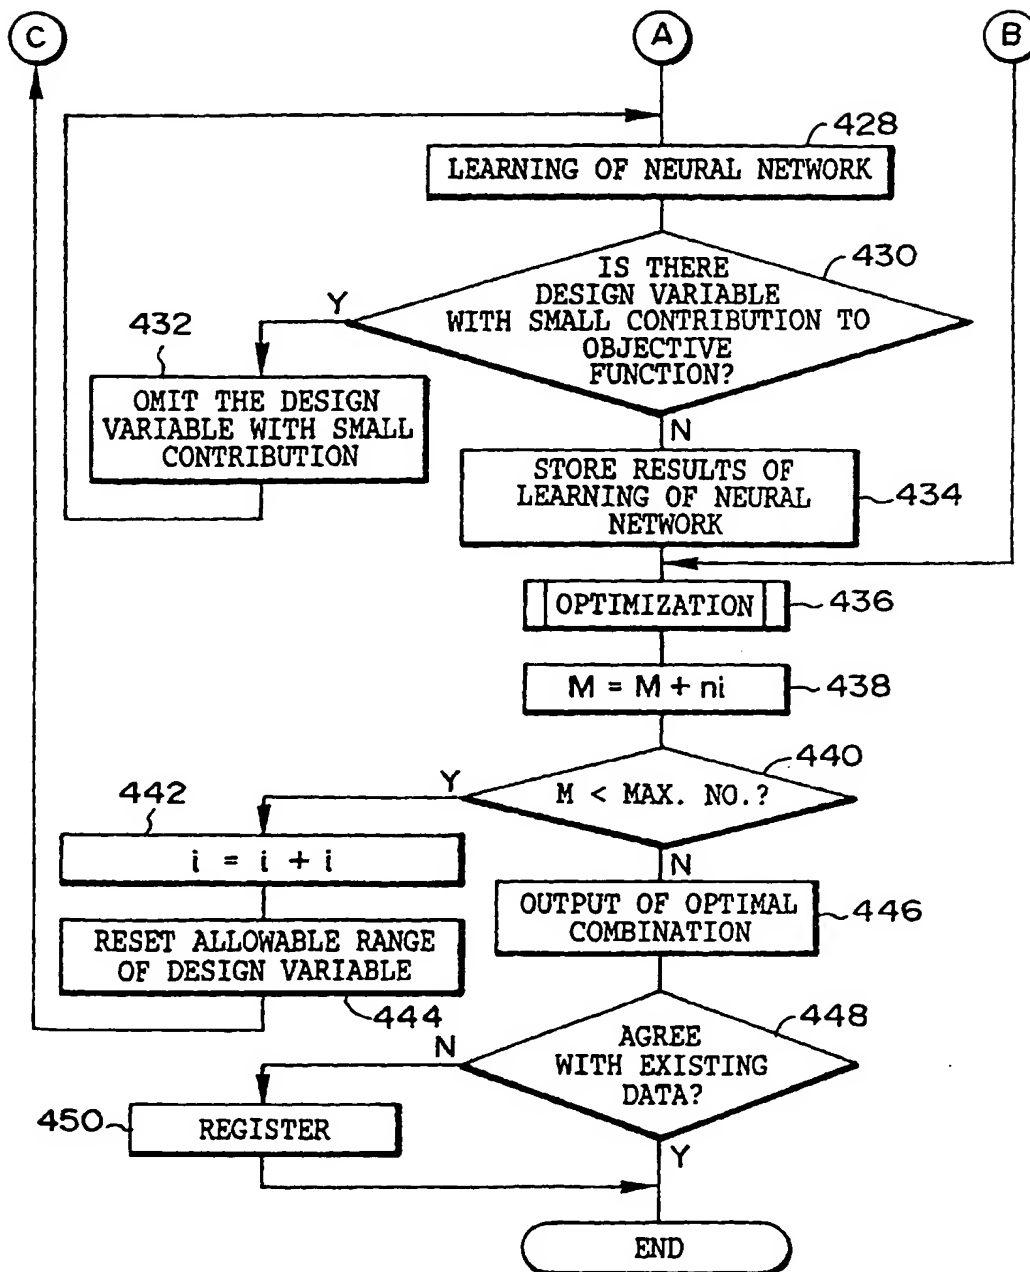 C
A
B
428
LEARNING OF NEURAL NETWORK
430
IS THERE
DESIGN VARIABLE
WITH SMALL CONTRIBUTION TO
OBJECTIVE
FUNCTION?
Y
432
OMIT THE DESIGN
VARIABLE WITH SMALL
CONTRIBUTION
N
STORE RESULTS OF
LEARNING OF NEURAL
NETWORK
434
OPTIMIZATION
436
M = M + ni
438
440
M < MAX. NO.?
Y
442
i = i + i
N
OUTPUT OF OPTIMAL
COMBINATION
446
RESET ALLOWABLE RANGE
OF DESIGN VARIABLE
444
448
AGREE
WITH EXISTING
DATA?
N
450
REGISTER
Y
END